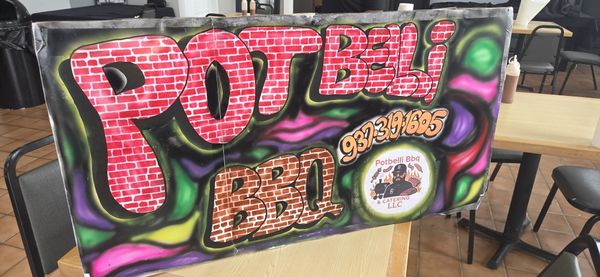 POT BELLi
937-319-1605
BBQ
Potbelli Bbq
& CATERING
LLC